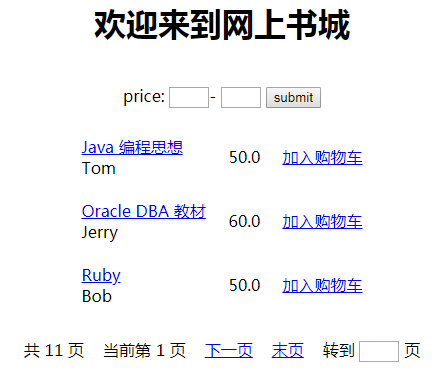 欢迎来到网上书城
price: - submit
Java 编程思想
Tom
50.0 加入购物车
Oracle DBA 教材
Jerry
60.0 加入购物车
Ruby
Bob
50.0 加入购物车
共 11 页 当前第 1 页 下一页 末页 转到 页